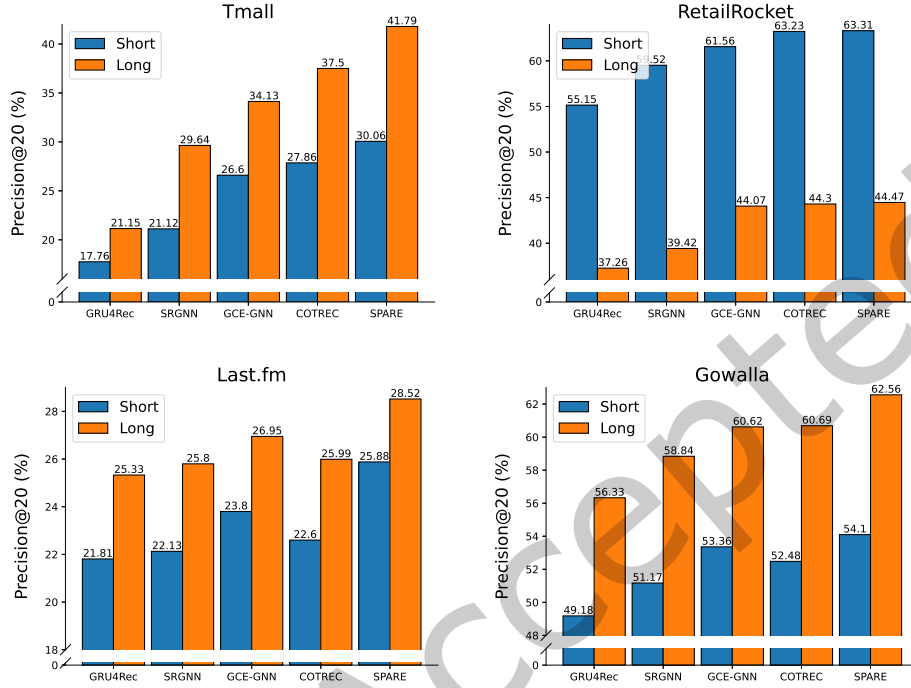 Tmall
Precision@20 (%)
Short
Long
40
35
30
25
20
0
17.76
21.15
21.12
29.64
26.6
34.13
27.86
37.5
30.06
41.79
GRU4Rec
SRGNN
GCE-GNN
COTREC
SPARE
RetailRocket
Precision@20 (%)
Short
Long
60
55
50
45
40
0
55.15
37.26
59.52
39.42
61.56
44.07
63.23
44.3
63.31
44.47
GRU4Rec
SRGNN
GCE-GNN
COTREC
SPARE
Last.fm
Precision@20 (%)
Short
Long
28
26
24
22
20
18
0
21.81
25.33
22.13
25.8
23.8
26.95
22.6
25.99
25.88
28.52
GRU4Rec
SRGNN
GCE-GNN
COTREC
SPARE
Gowalla
Precision@20 (%)
Short
Long
62
60
58
56
54
52
50
48
0
49.18
56.33
51.17
58.84
53.36
60.62
52.48
60.69
54.1
62.56
GRU4Rec
SRGNN
GCE-GNN
COTREC
SPARE
Accepted